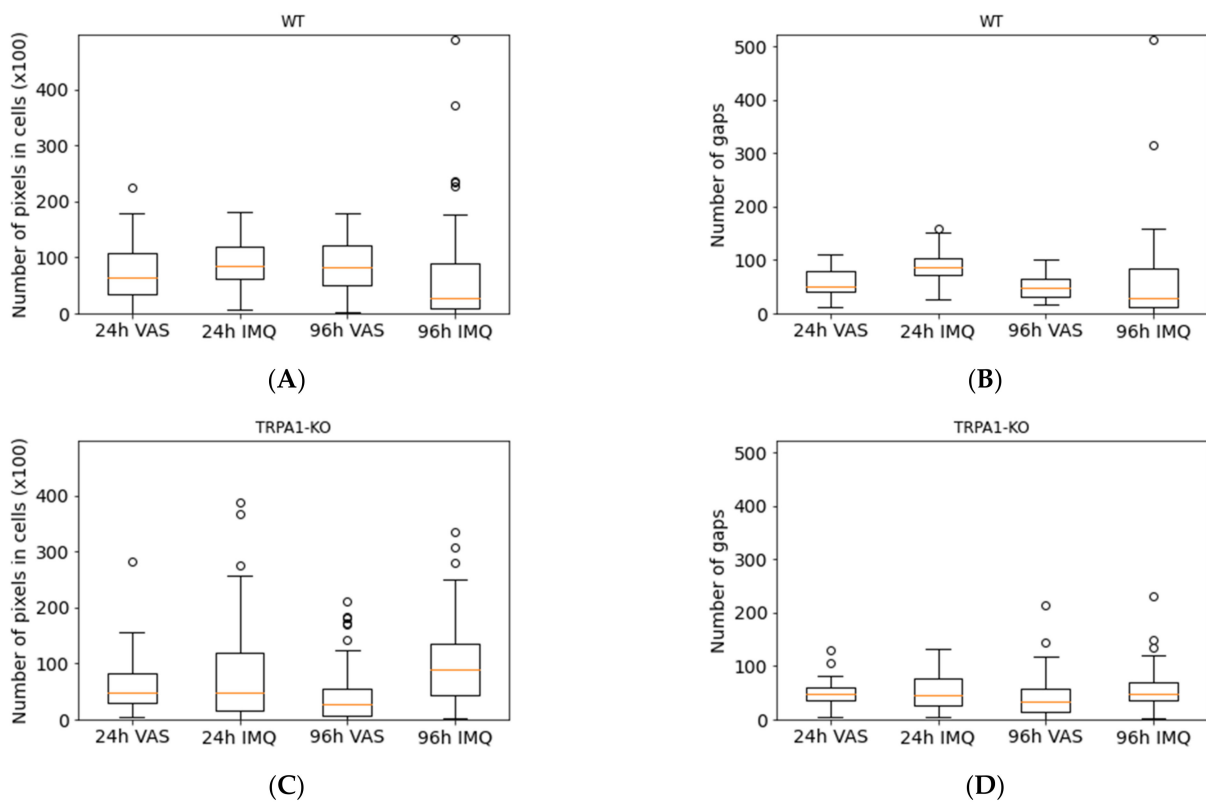 WT
Number of pixels in cells (x100)
400
300
200
100
0
24h VAS 24h IMQ 96h VAS 96h IMQ
(A)
WT
Number of gaps
500
400
300
200
100
0
24h VAS 24h IMQ 96h VAS 96h IMQ
(B)
TRPA1-KO
Number of pixels in cells (x100)
400
300
200
100
0
24h VAS 24h IMQ 96h VAS 96h IMQ
(C)
TRPA1-KO
Number of gaps
500
400
300
200
100
0
24h VAS 24h IMQ 96h VAS 96h IMQ
(D)